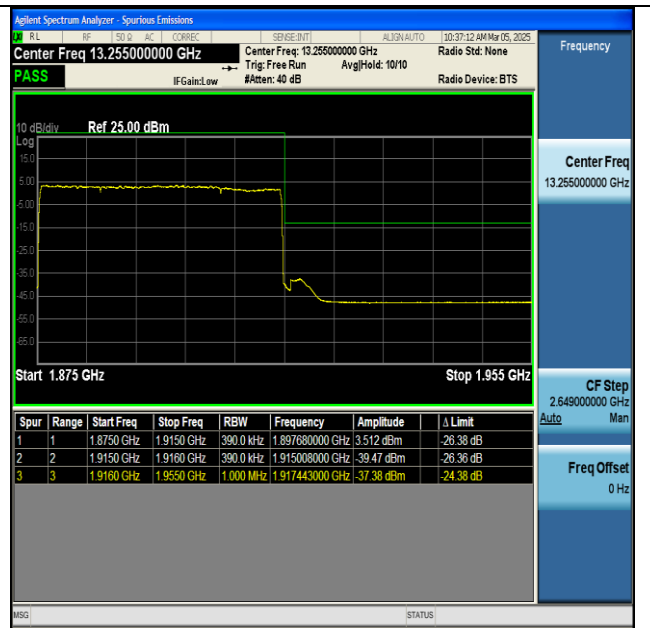 Agilent Spectrum Analyzer - Spurious Emissions
LXI RL RF 50 Ω AC CORREC SENSE:INT ALIGN AUTO 10:37:12 AM Mar 05, 2025
Center Freq 13.255000000 GHz
Center Freq: 13.255000000 GHz
Radio Std: None
Trig: Free Run Avg|Hold: 10/10
PASS
IFGain:Low
#Atten: 40 dB
Radio Device: BTS
Frequency
10 dB/div Ref 25.00 dBm
Log
15.0
5.00
-5.00
-15.0
-25.0
-35.0
-45.0
-55.0
-65.0
Start 1.875 GHz
Stop 1.955 GHz
Center Freq
13.255000000 GHz
CF Step
2.649000000 GHz
Auto Man
Freq Offset
0 Hz
Spur Range Start Freq Stop Freq RBW Frequency Amplitude Δ Limit
1 1 1.8750 GHz 1.9150 GHz 390.0 kHz 1.897680000 GHz 3.512 dBm -26.38 dB
2 2 1.9150 GHz 1.9160 GHz 390.0 kHz 1.915008000 GHz -39.47 dBm -26.36 dB
3 3 1.9160 GHz 1.9550 GHz 1.000 MHz 1.917443000 GHz -37.38 dBm -24.38 dB
MSG
STATUS